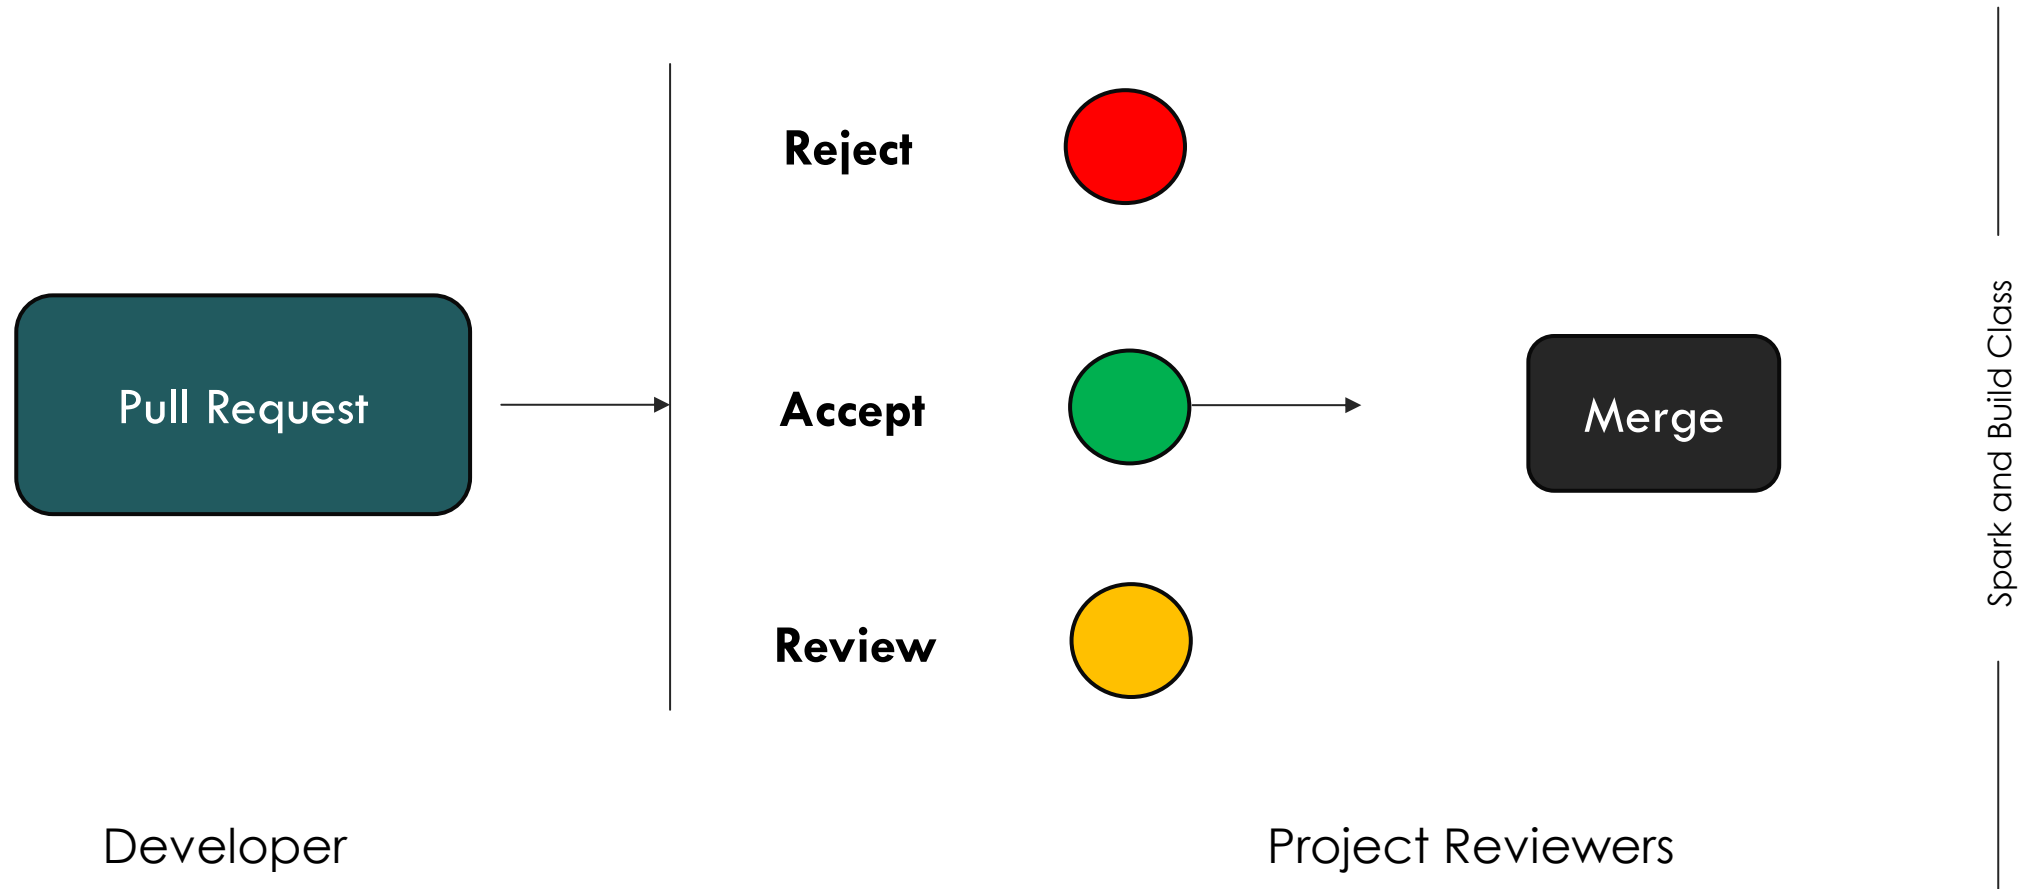 Reject
Pull Request
Accept
Merge
Review
Developer
Project Reviewers
Spark and Build Class